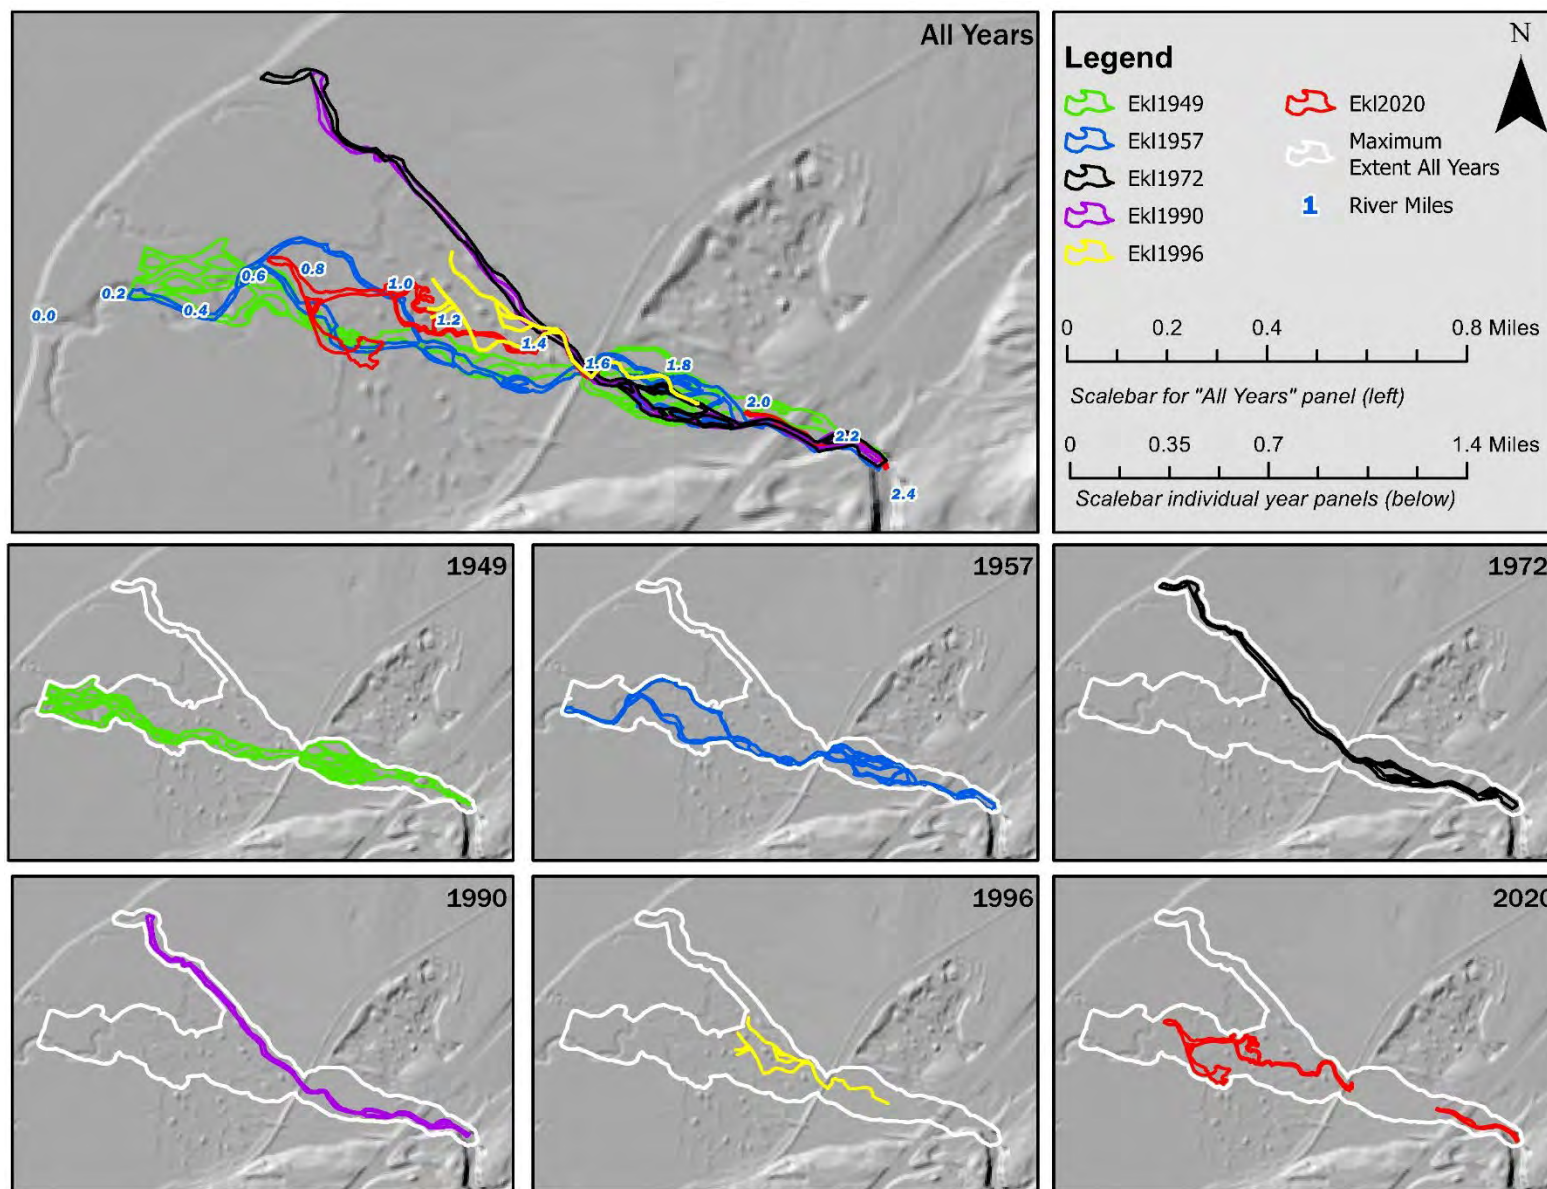 All Years
0.0
0.2
0.4
0.6
0.8
1.0
1.2
1.4
1.6
1.8
2.0
2.2
2.4
N
Legend
Ekl1949
Ekl1957
Ekl1972
Ekl1990
Ekl1996
Ekl2020
Maximum
Extent All Years
1 River Miles
0 0.2 0.4 0.8 Miles
Scalebar for "All Years" panel (left)
0 0.35 0.7 1.4 Miles
Scalebar individual year panels (below)
1949
1957
1972
1990
1996
2020